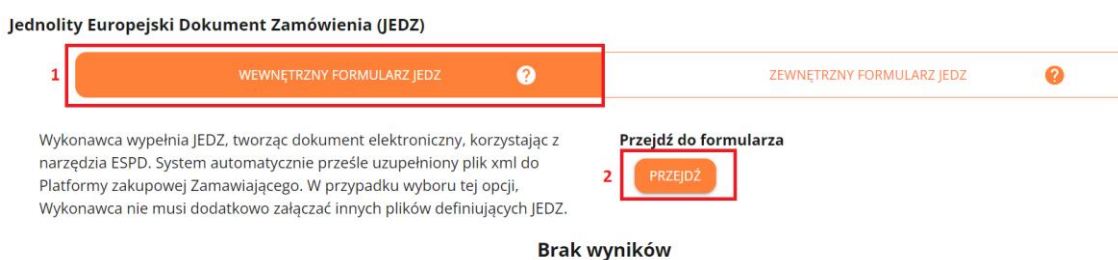 Jednolity Europejski Dokument Zamówienia (JEDZ)
1 WEWNĘTRZNY FORMULARZ JEDZ ? ZEWNĘTRZNY FORMULARZ JEDZ ?
Wykonawca wypełnia JEDZ, tworząc dokument elektroniczny, korzystając z
narzędzia ESPD. System automatycznie prześle uzupełniony plik xml do
Platformy zakupowej Zamawiającego. W przypadku wyboru tej opcji,
Wykonawca nie musi dodatkowo załączać innych plików definiujących JEDZ.
Przejdź do formularza
2 PRZEJDŹ
Brak wyników